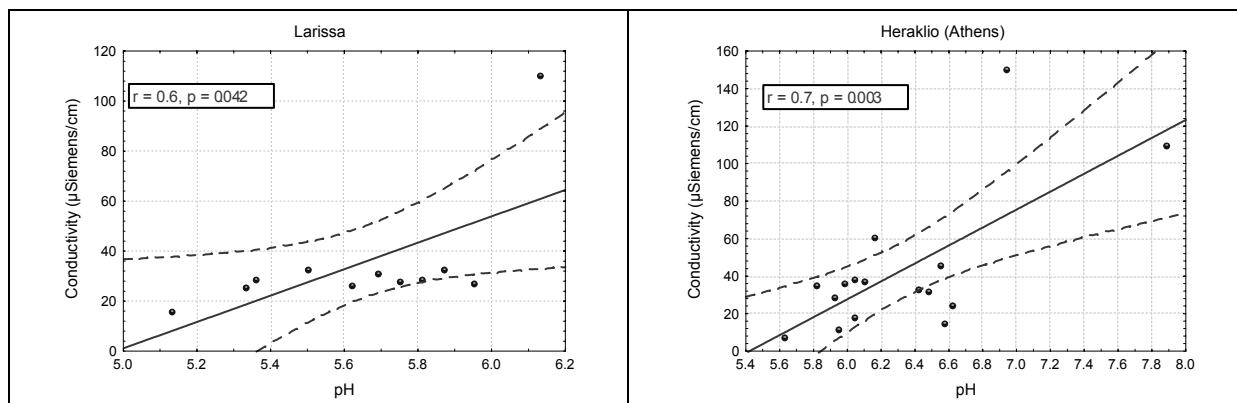 Larissa
120
100
80
60
40
20
0
Conductivity (µSiemens/cm)
r = 0.6, p = 0.042
5.0 5.2 5.4 5.6 5.8 6.0 6.2
pH
Heraklio (Athens)
160
140
120
100
80
60
40
20
0
Conductivity (µSiemens/cm)
r = 0.7, p = 0.003
5.4 5.6 5.8 6.0 6.2 6.4 6.6 6.8 7.0 7.2 7.4 7.6 7.8 8.0
pH